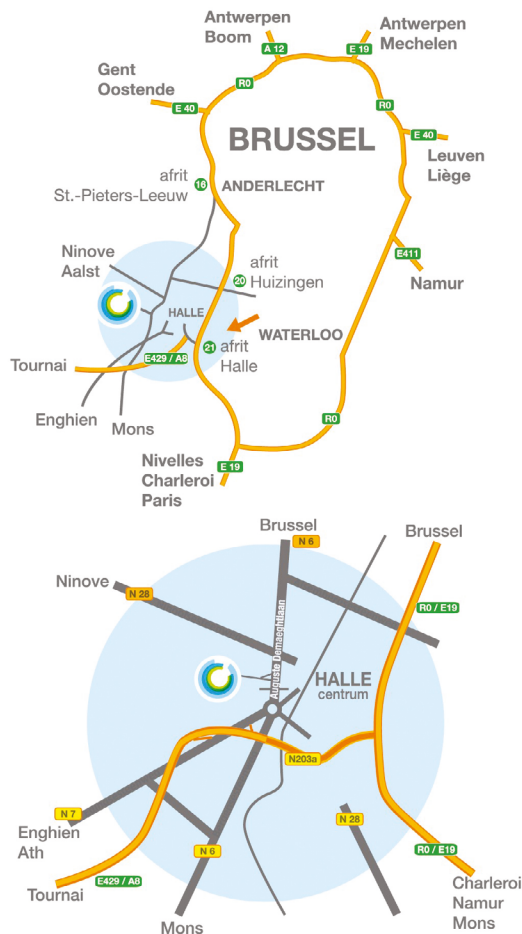 Antwerpen
Boom
Antwerpen
Mechelen
A 12
E 19
R0
Gent
Oostende
E 40
R0
BRUSSEL
E 40
Leuven
Liège
afrit
St.-Pieters-Leeuw
16
ANDERLECHT
Ninove
Aalst
E411
Namur
20
afrit
Huizingen
HALLE
WATERLOO
21
afrit
Halle
Tournai
E429 / A8
Enghien
Mons
R0
Nivelles
Charleroi
Paris
E 19
Brussel
N 6
Brussel
Ninove
N 28
R0 / E19
Auguste Demaeghtlaan
HALLE
centrum
N203a
N 7
Enghien
Ath
N 6
N 28
R0 / E19
Tournai
E429 / A8
Mons
Charleroi
Namur
Mons